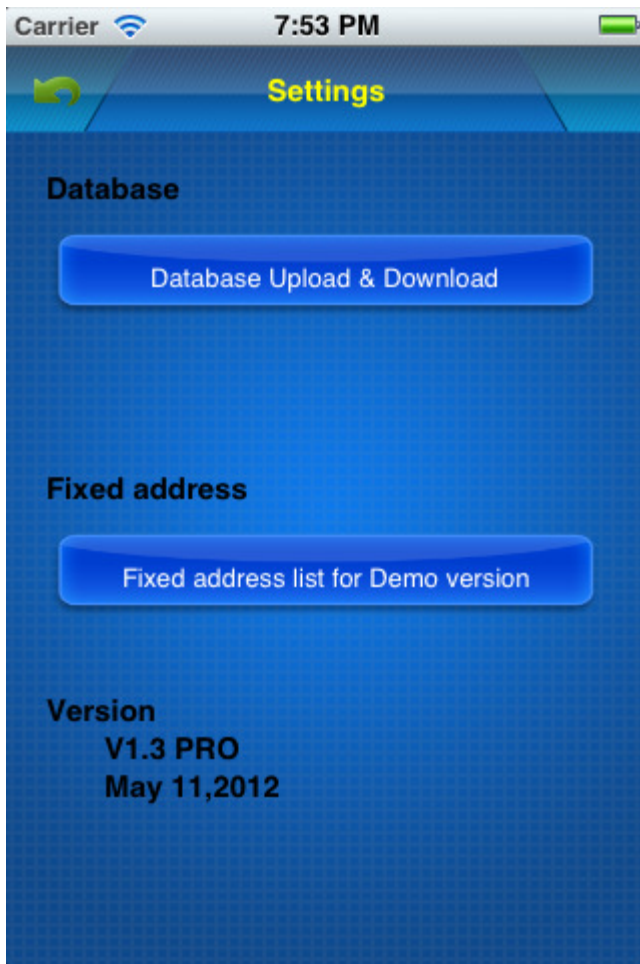 Carrier 7:53 PM
Settings
Database
Database Upload & Download
Fixed address
Fixed address list for Demo version
Version
V1.3 PRO
May 11,2012